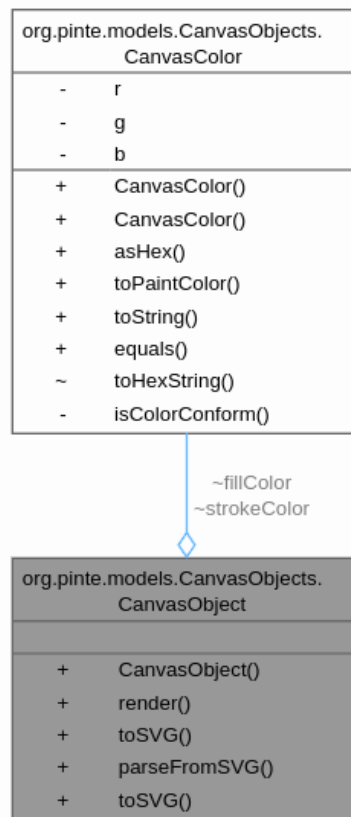 org.pinte.models.CanvasObjects.
CanvasColor
- r
- g
- b
+ CanvasColor()
+ CanvasColor()
+ asHex()
+ toPaintColor()
+ toString()
+ equals()
~ toHexString()
- isColorConform()
~fillColor
~strokeColor
org.pinte.models.CanvasObjects.
CanvasObject
+ CanvasObject()
+ render()
+ toSVG()
+ parseFromSVG()
+ toSVG()